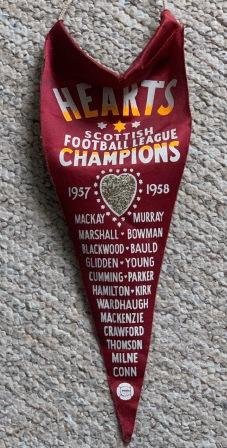 HEARTS
SCOTTISH
FOOTBALL LEAGUE
CHAMPIONS
1957 1958
MACKAY MURRAY
MARSHALL · BOWMAN
BLACKWOOD · BAULD
GLIDDEN · YOUNG
CUMMING · PARKER
HAMILTON · KIRK
WARDHAUGH
MACKENZIE
CRAWFORD
THOMSON
MILNE
CONN